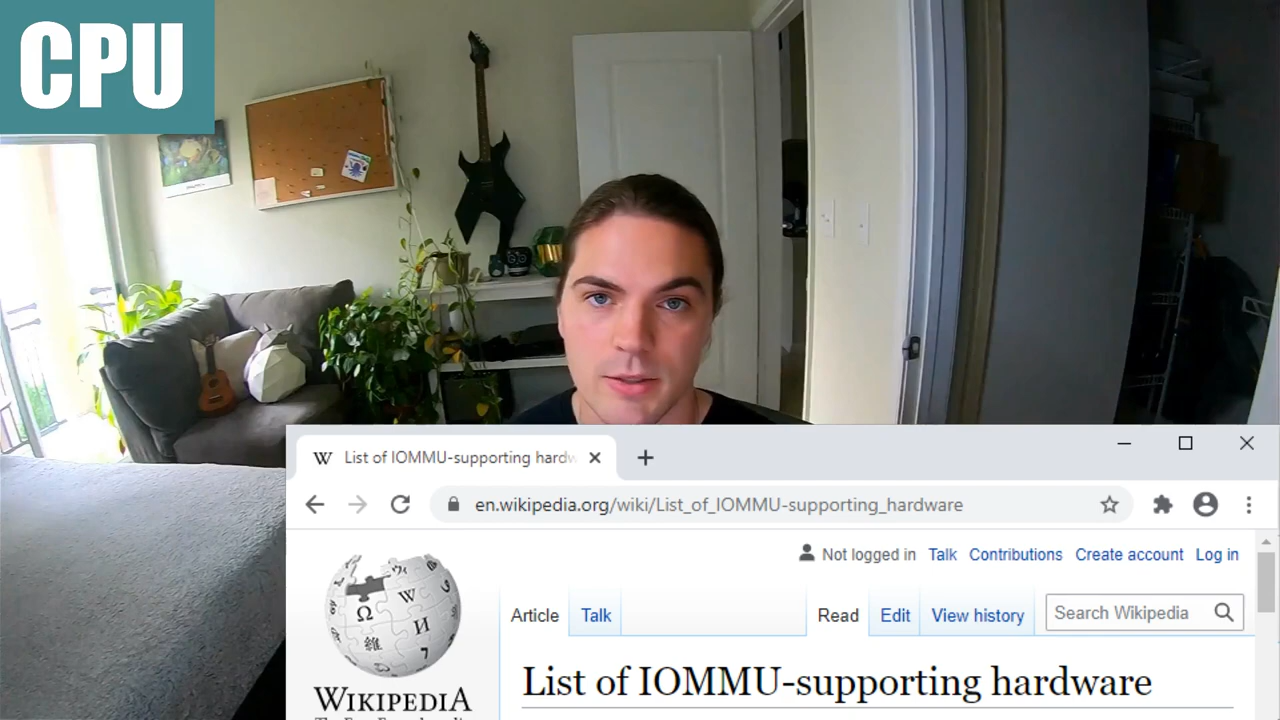 CPU
List of IOMMU-supporting hardw
en.wikipedia.org/wiki/List_of_IOMMU-supporting_hardware
Not logged in Talk Contributions Create account Log in
Article Talk Read Edit View history Search Wikipedia
List of IOMMU-supporting hardware
WIKIPEDIA